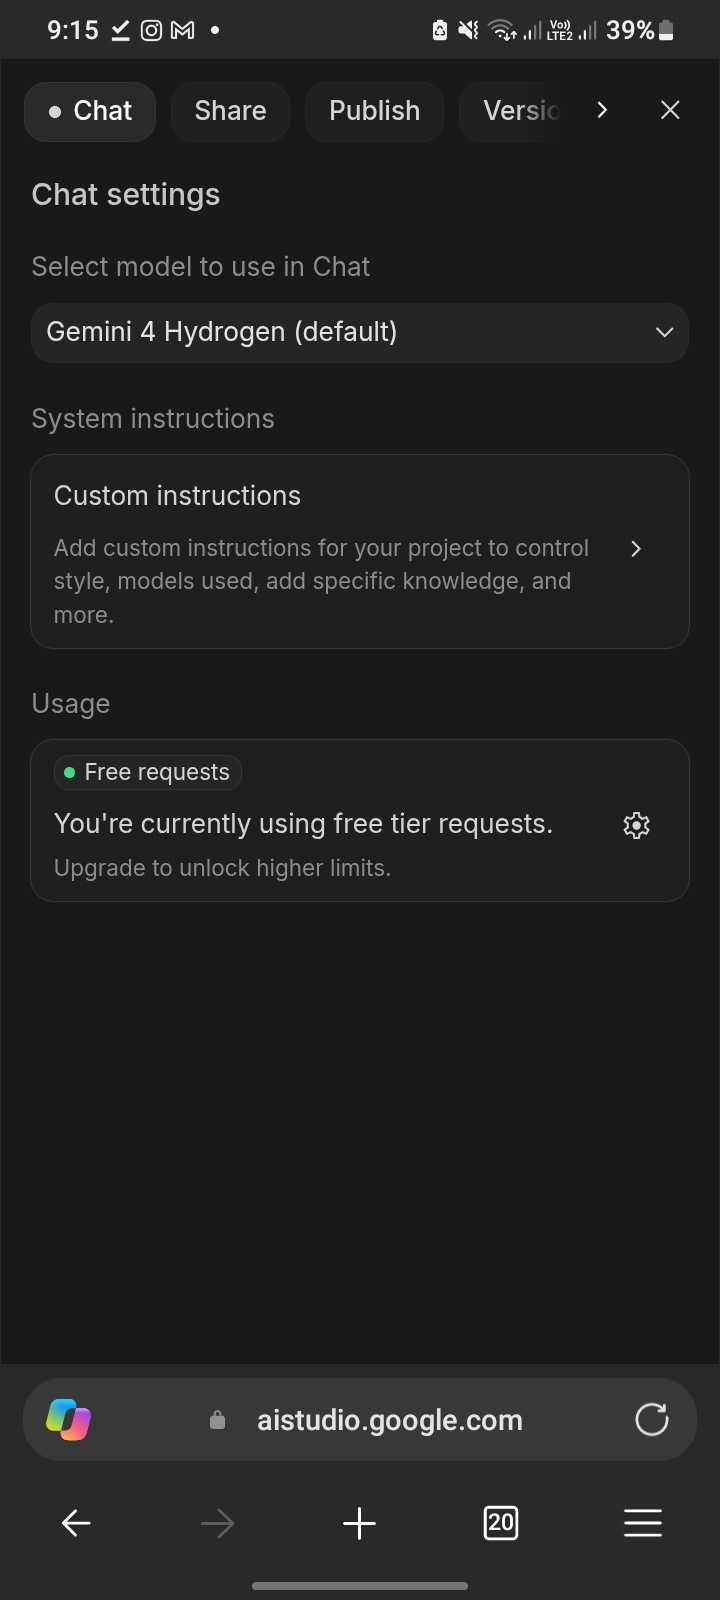 9:15
Vo))
LTE2
39%
Chat
Share
Publish
Versio
Chat settings
Select model to use in Chat
Gemini 4 Hydrogen (default)
System instructions
Custom instructions
Add custom instructions for your project to control
style, models used, add specific knowledge, and
more.
Usage
Free requests
You're currently using free tier requests.
Upgrade to unlock higher limits.
aistudio.google.com
20